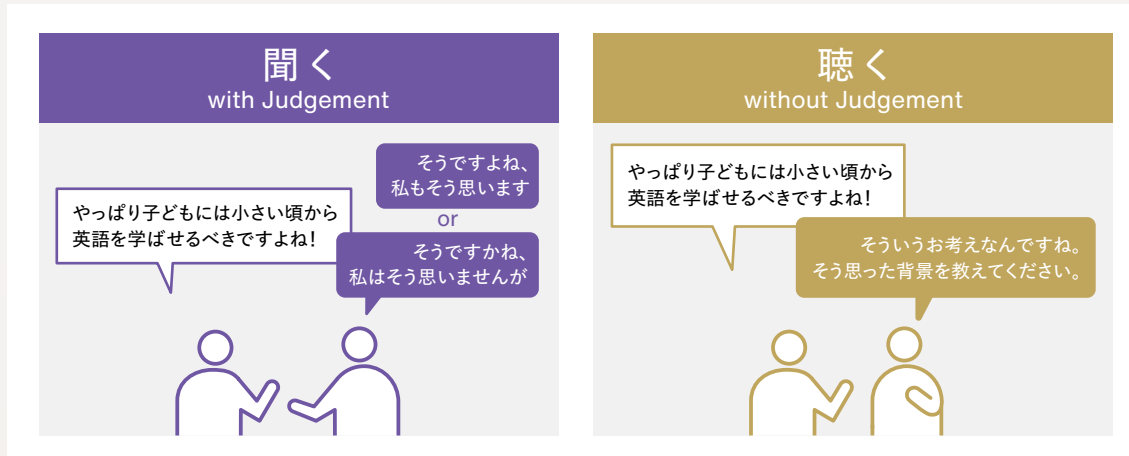 聞く
with Judgement
やっぱり子どもには小さい頃から
英語を学ばせるべきですよね！
そうですよね、
私もそう思います
or
そうですかね、
私はそう思いませんが
聴く
without Judgement
やっぱり子どもには小さい頃から
英語を学ばせるべきですよね！
そういうお考えなんですね。
そう思った背景を教えてください。